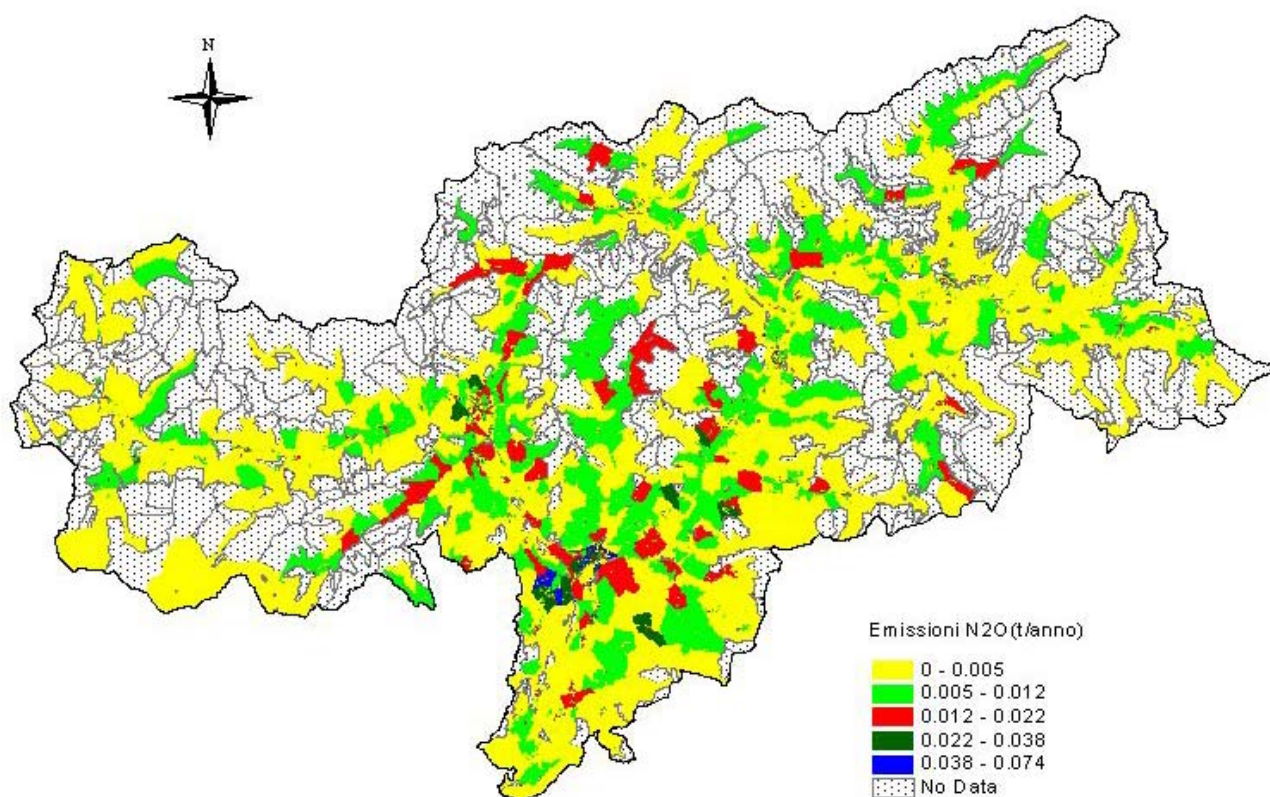 N
Emissioni N2O(t/anno)
0 - 0.005
0.005 - 0.012
0.012 - 0.022
0.022 - 0.038
0.038 - 0.074
No Data